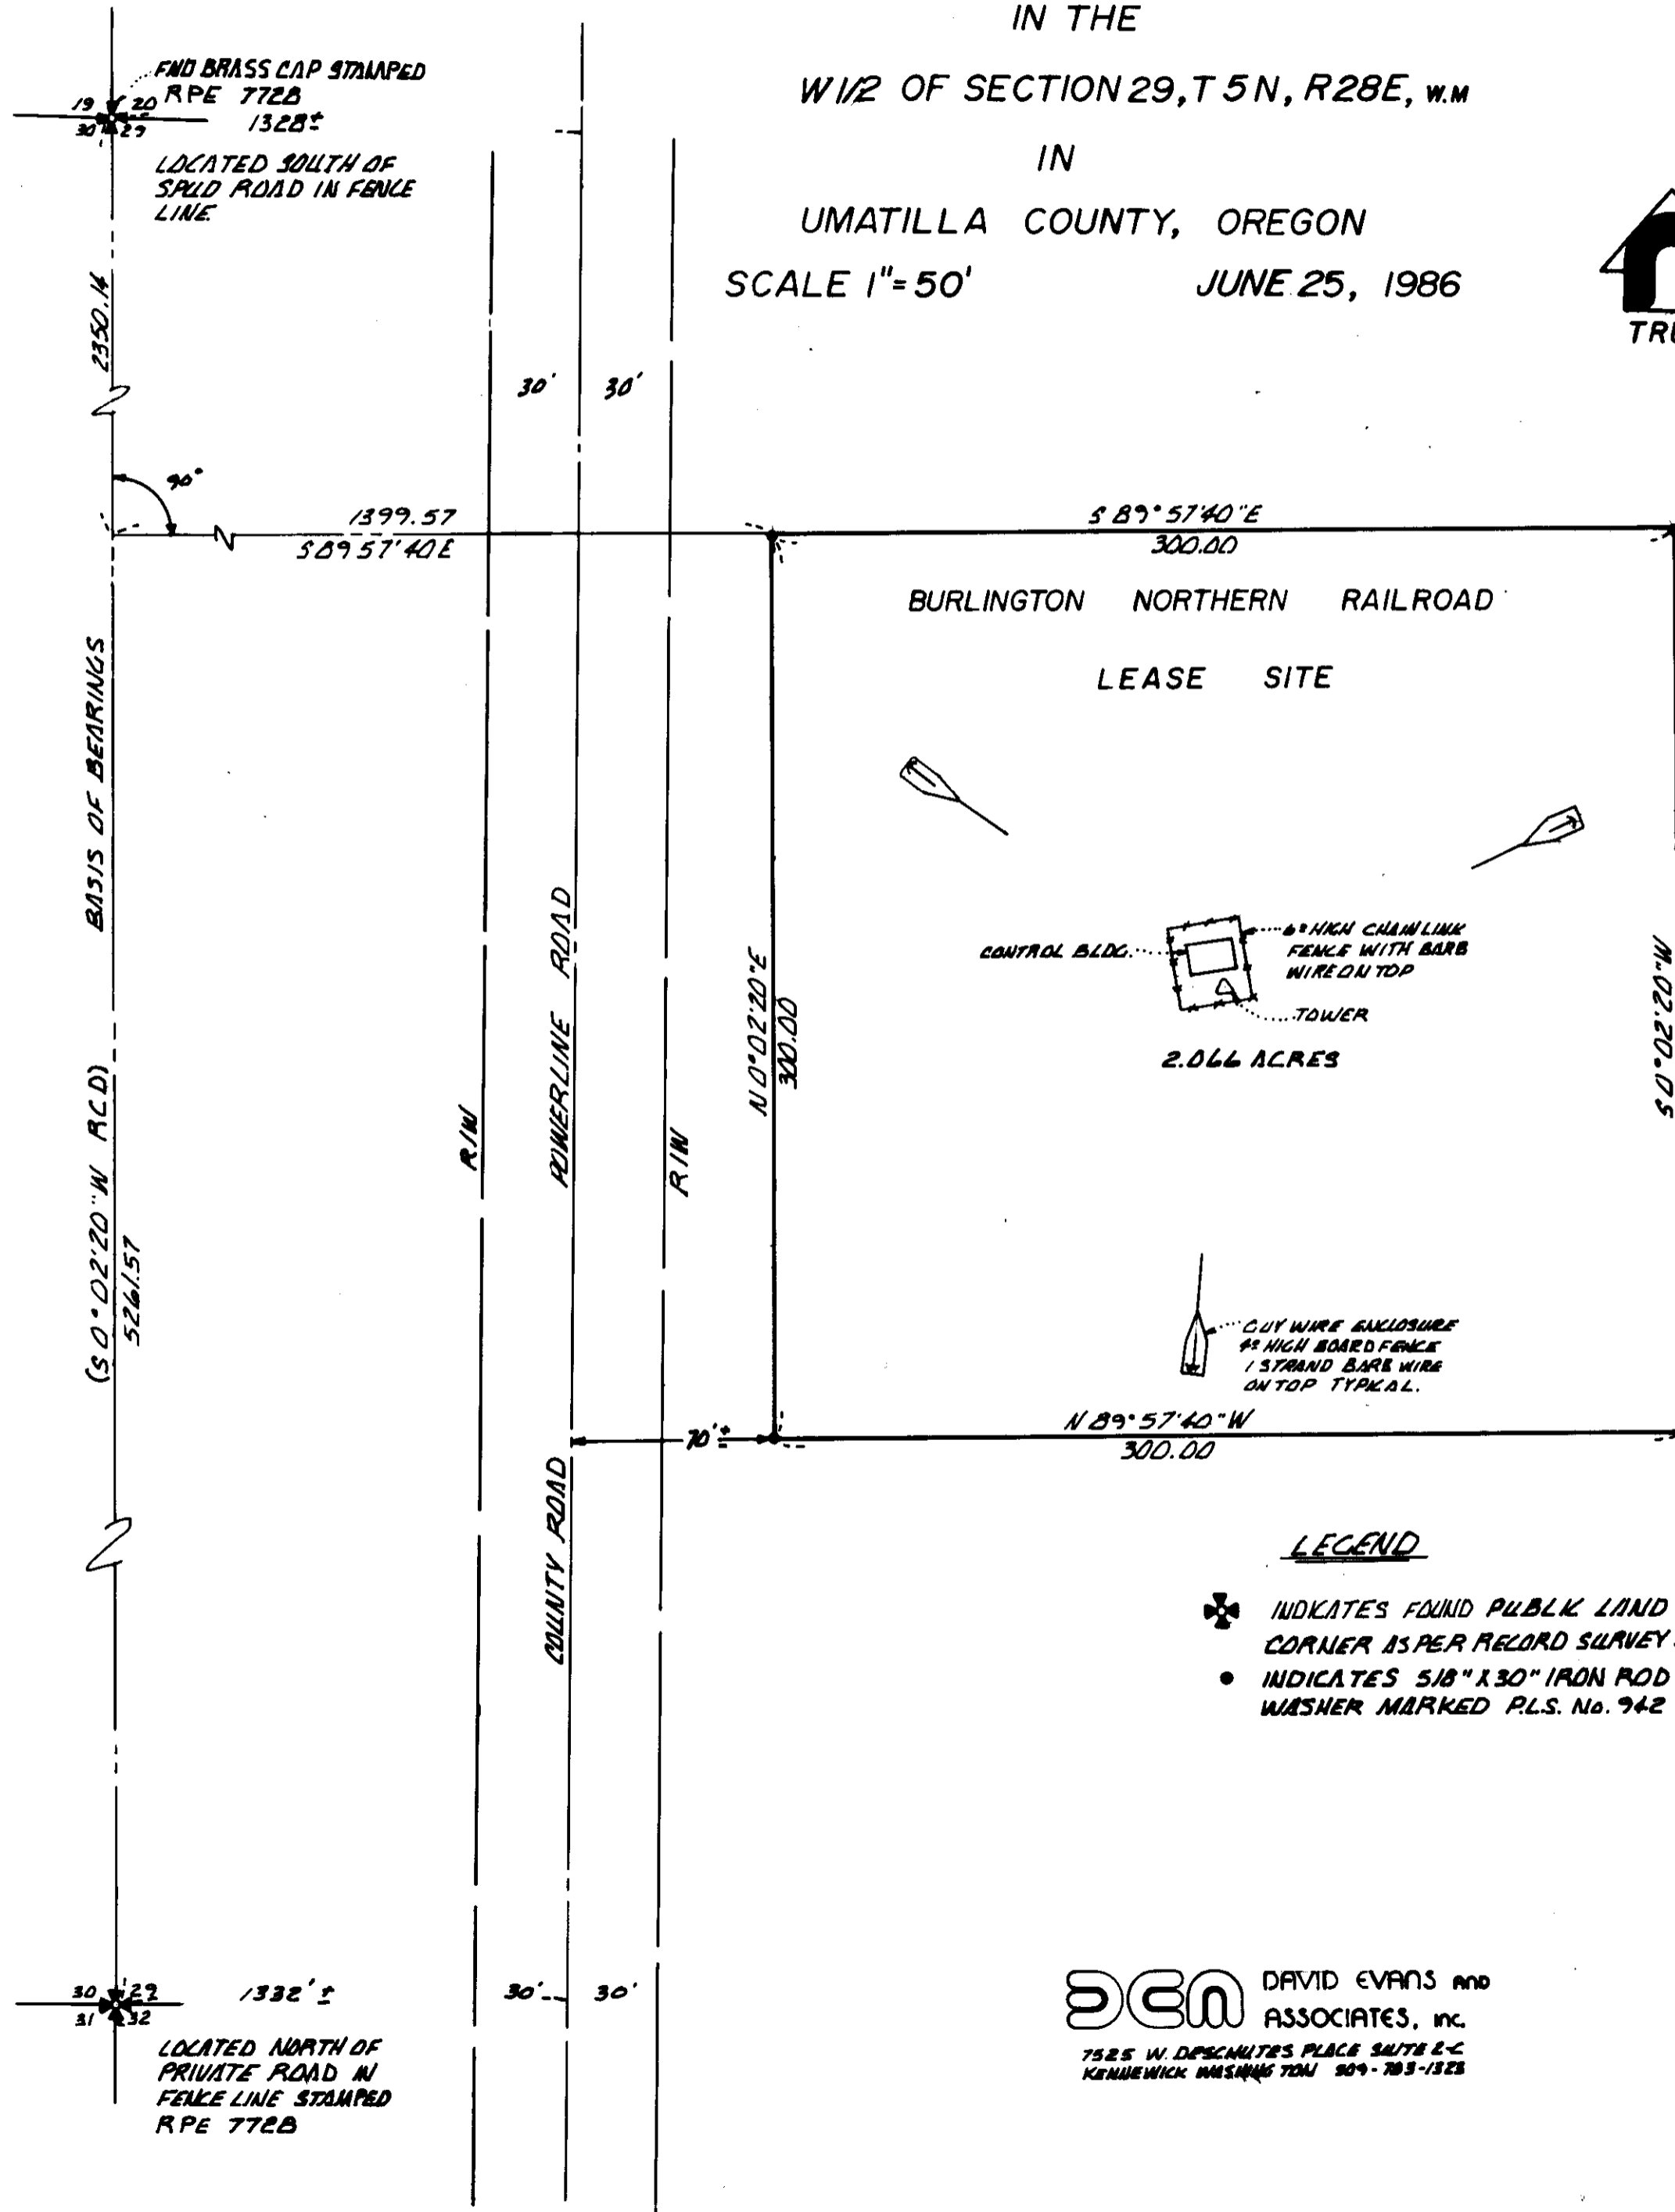 IN THE
W 1/2 OF SECTION 29, T 5 N, R28E, W.M
IN
UMATILLA COUNTY, OREGON
SCALE 1"=50' JUNE 25, 1986
FND BRASS CAP STAMPED
RPE 772B
1328±
19 20
30 29
LOCATED SOUTH OF
SPUD ROAD IN FENCE
LINE
2350.14
30' 30'
90°
1399.57
S 89 57'40 E
S 89°57'40"E
300.00
BURLINGTON NORTHERN RAILROAD
LEASE SITE
BASIS OF BEARINGS
(S 0°02'20"W RCD)
5261.57
R/W
POWERLINE ROAD
R/W
N 0°02'20"E
300.00
CONTROL BLDG.
6' HIGH CHAIN LINK
FENCE WITH BARB
WIRE ON TOP
TOWER
2.066 ACRES
S 0°02'20"W
GUY WIRE ENCLOSURE
4' HIGH BOARD FENCE
1 STRAND BARB WIRE
ON TOP TYPICAL.
N 89°57'40"W
300.00
70'±
COUNTY ROAD
LEGEND
INDICATES FOUND PUBLIC LAND
CORNER AS PER RECORD SURVEY
INDICATES 5/8" X 30" IRON ROD
WASHER MARKED P.L.S. No. 942
30 29
31 32
1332'±
30' 30'
LOCATED NORTH OF
PRIVATE ROAD IN
FENCE LINE STAMPED
RPE 772B
DEA
DAVID EVANS AND
ASSOCIATES, INC.
7525 W. DESCHUTES PLACE SUITE 2-C
KENNEWICK WASHINGTON